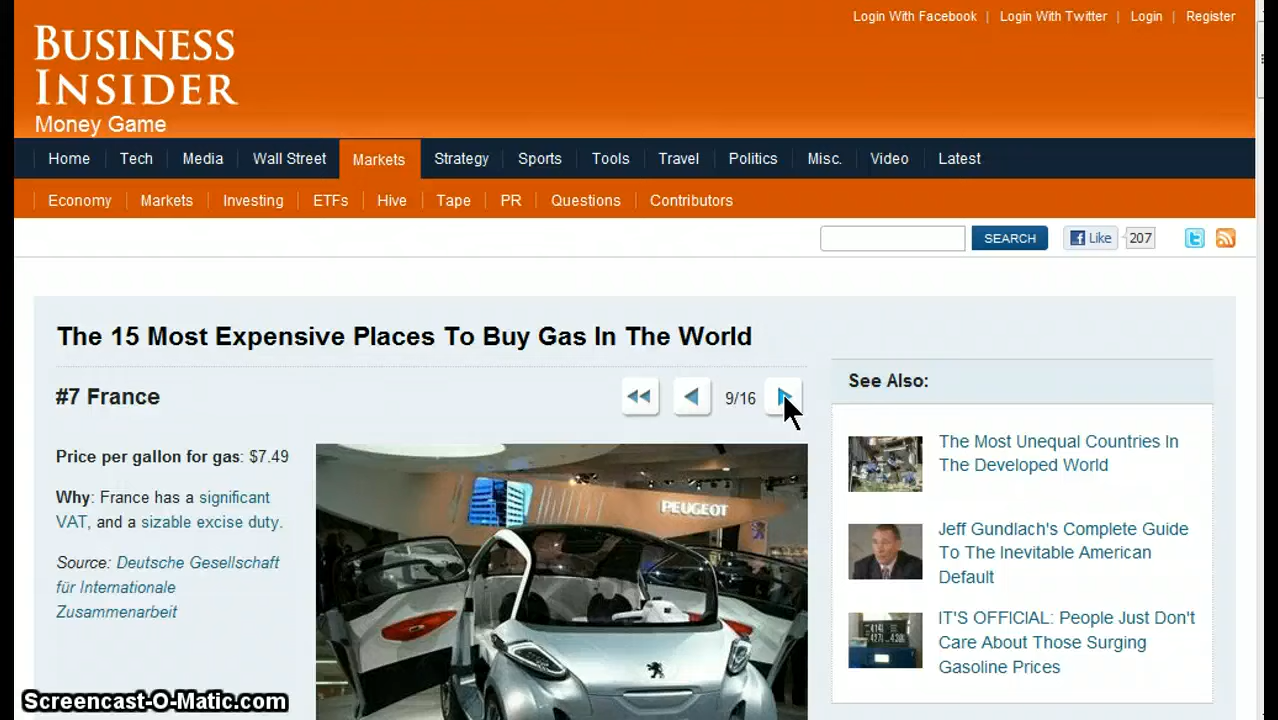 Login With Facebook | Login With Twitter | Login | Register
BUSINESS
INSIDER
Money Game
Home Tech Media Wall Street Markets Strategy Sports Tools Travel Politics Misc. Video Latest
Economy Markets Investing ETFs Hive Tape PR Questions Contributors
SEARCH Like 207
The 15 Most Expensive Places To Buy Gas In The World
#7 France
9/16
Price per gallon for gas: $7.49
Why: France has a significant
VAT, and a sizable excise duty.
Source: Deutsche Gesellschaft
für Internationale
Zusammenarbeit
PEUGEOT
See Also:
The Most Unequal Countries In
The Developed World
Jeff Gundlach's Complete Guide
To The Inevitable American
Default
IT'S OFFICIAL: People Just Don't
Care About Those Surging
Gasoline Prices
Screencast-O-Matic.com